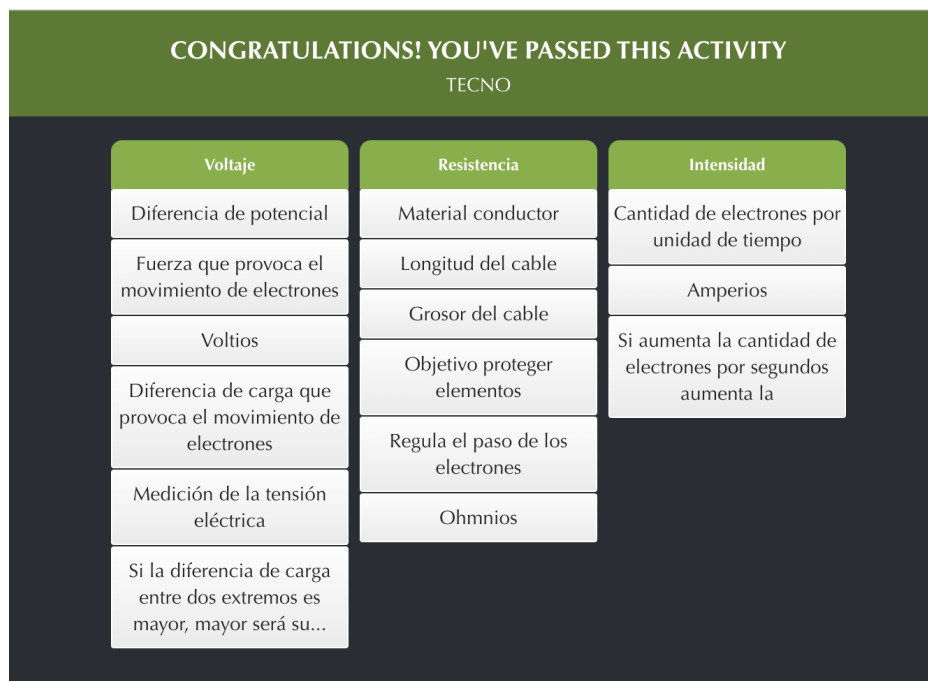 CONGRATULATIONS! YOU'VE PASSED THIS ACTIVITY
TECNO
Voltaje
Diferencia de potencial
Fuerza que provoca el
movimiento de electrones
Voltios
Diferencia de carga que
provoca el movimiento de
electrones
Medición de la tensión
eléctrica
Si la diferencia de carga
entre dos extremos es
mayor, mayor será su...
Resistencia
Material conductor
Longitud del cable
Grosor del cable
Objetivo proteger
elementos
Regula el paso de los
electrones
Ohmnios
Intensidad
Cantidad de electrones por
unidad de tiempo
Amperios
Si aumenta la cantidad de
electrones por segundos
aumenta la